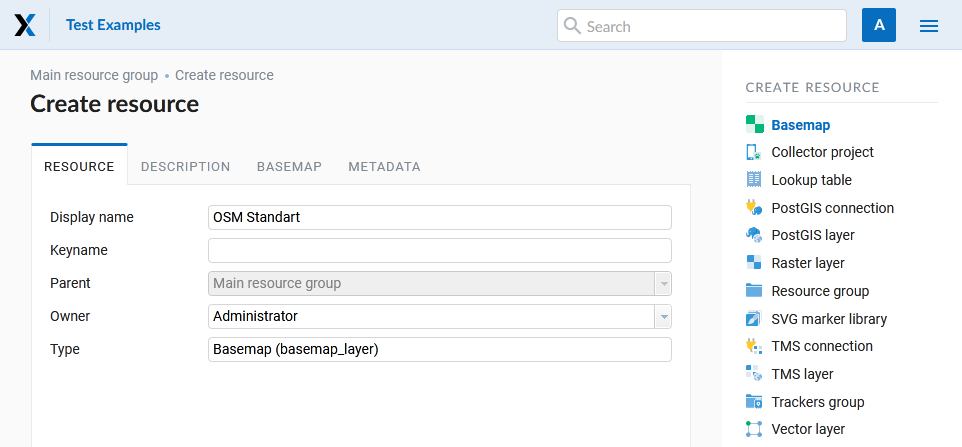 Test Examples
Search
A
Main resource group • Create resource
Create resource
RESOURCE DESCRIPTION BASEMAP METADATA
Display name OSM Standart
Keyname
Parent Main resource group
Owner Administrator
Type Basemap (basemap_layer)
CREATE RESOURCE
Basemap
Collector project
Lookup table
PostGIS connection
PostGIS layer
Raster layer
Resource group
SVG marker library
TMS connection
TMS layer
Trackers group
Vector layer